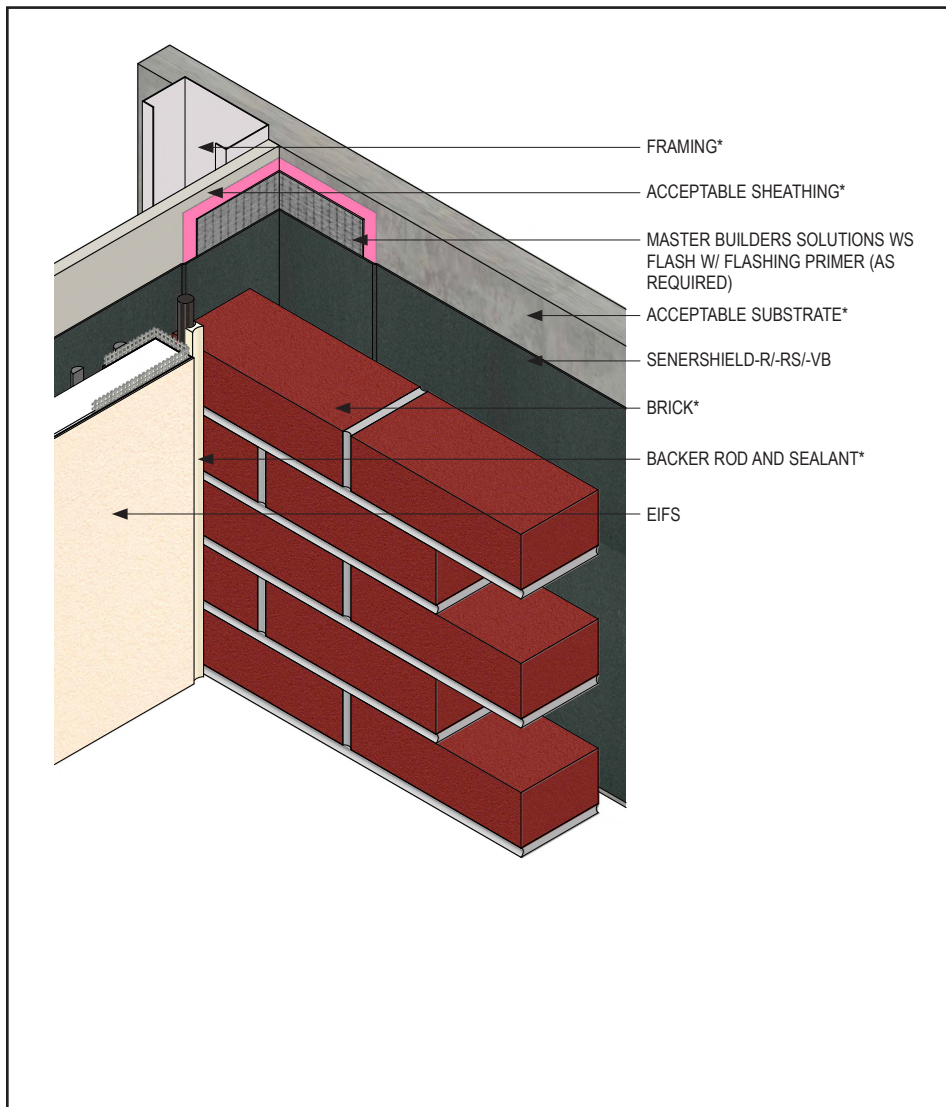 FRAMING*
ACCEPTABLE SHEATHING*
MASTER BUILDERS SOLUTIONS WS
FLASH W/ FLASHING PRIMER (AS
REQUIRED)
ACCEPTABLE SUBSTRATE*
SENERSHIELD-R/-RS/-VB
BRICK*
BACKER ROD AND SEALANT*
EIFS